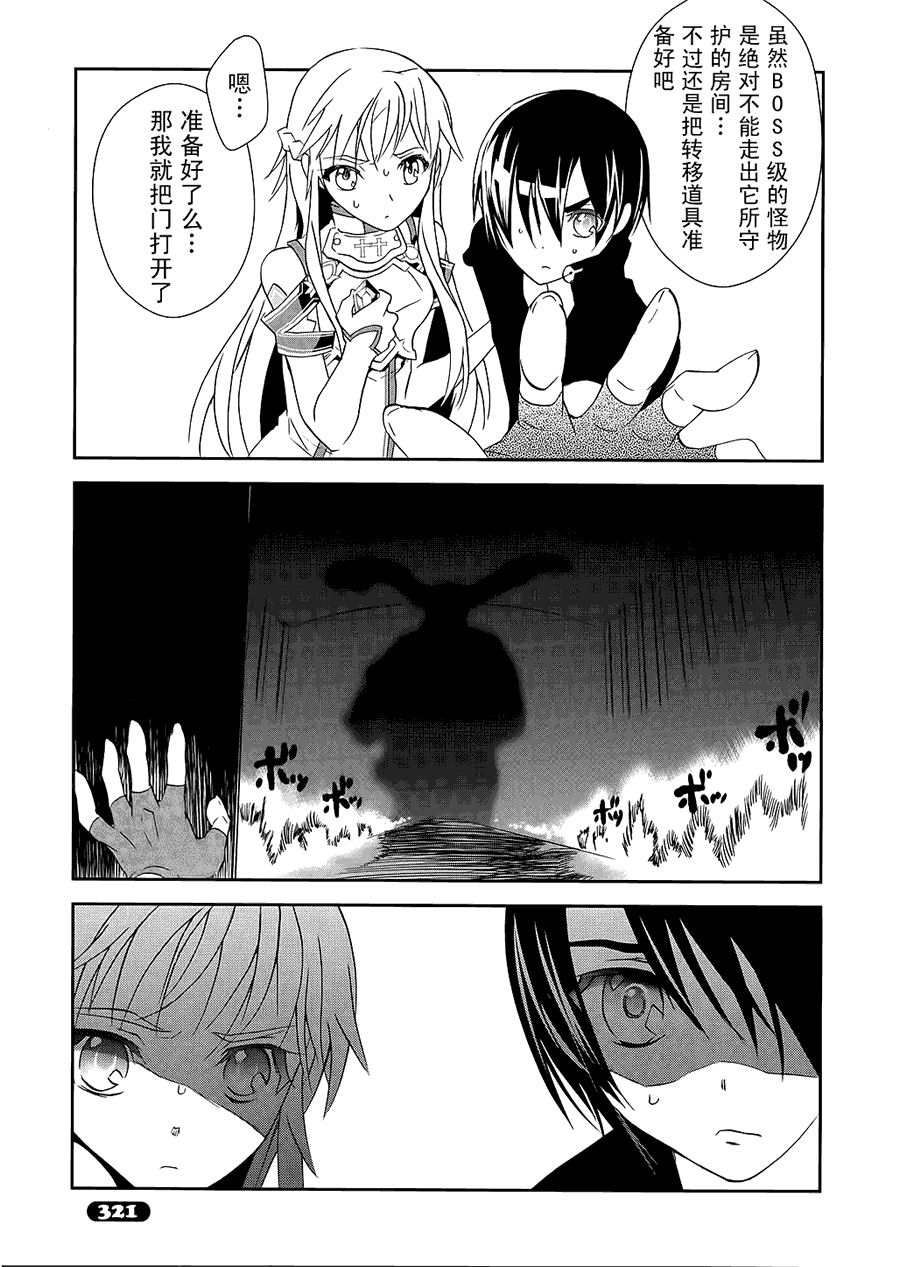 虽然BOSS级的怪物
是绝对不能走出它所守
护的房间…
不过还是把转移道具准
备好吧
嗯…
准备好了么…
那我就把门打开了
ボッ
ボッ
ボッ
ボッ
ボッ
321